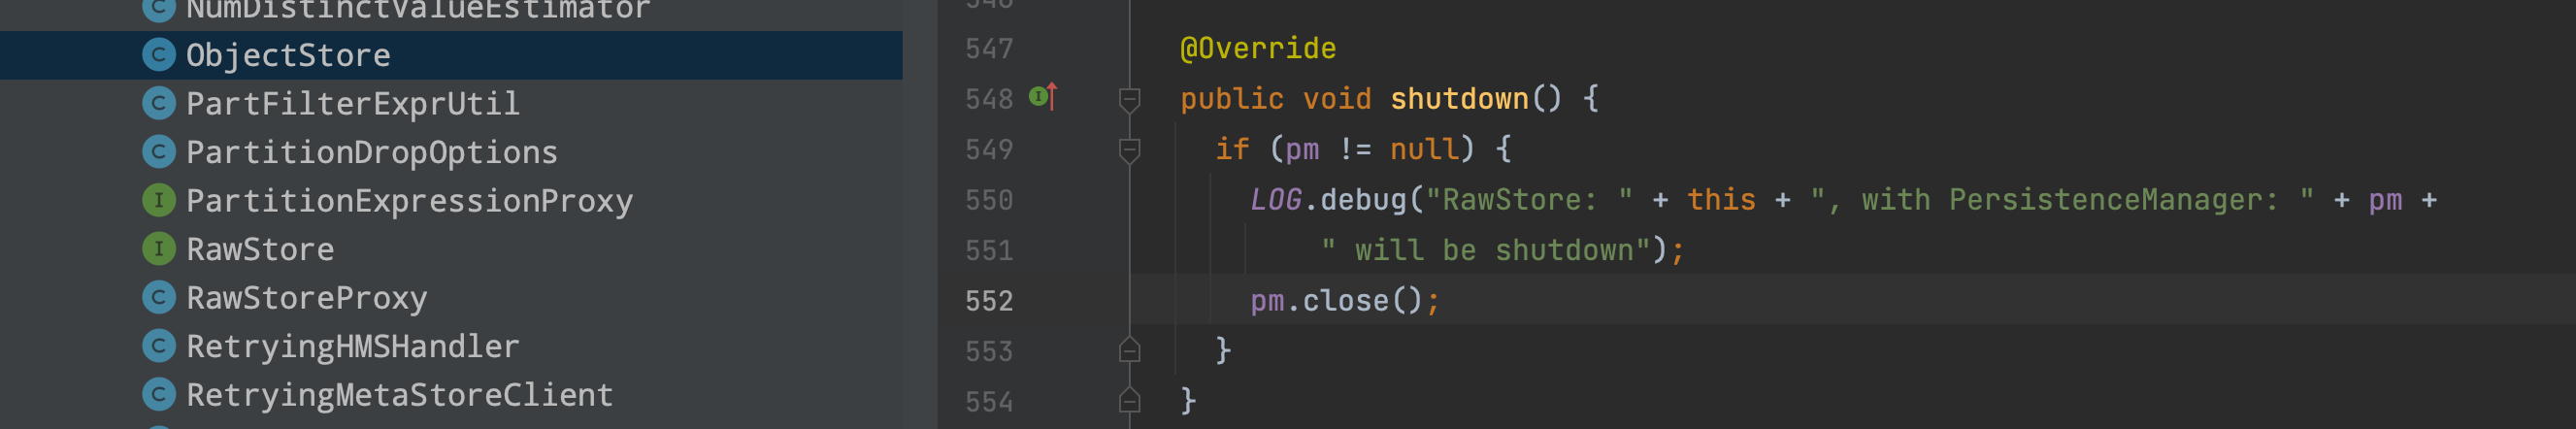 NumDistinctValueEstimator
ObjectStore
PartFilterExprUtil
PartitionDropOptions
PartitionExpressionProxy
RawStore
RawStoreProxy
RetryingHMSHandler
RetryingMetaStoreClient
546
547 @Override
548 public void shutdown() {
549 if (pm != null) {
550 LOG.debug("RawStore: " + this + ", with PersistenceManager: " + pm +
551 " will be shutdown");
552 pm.close();
553 }
554 }